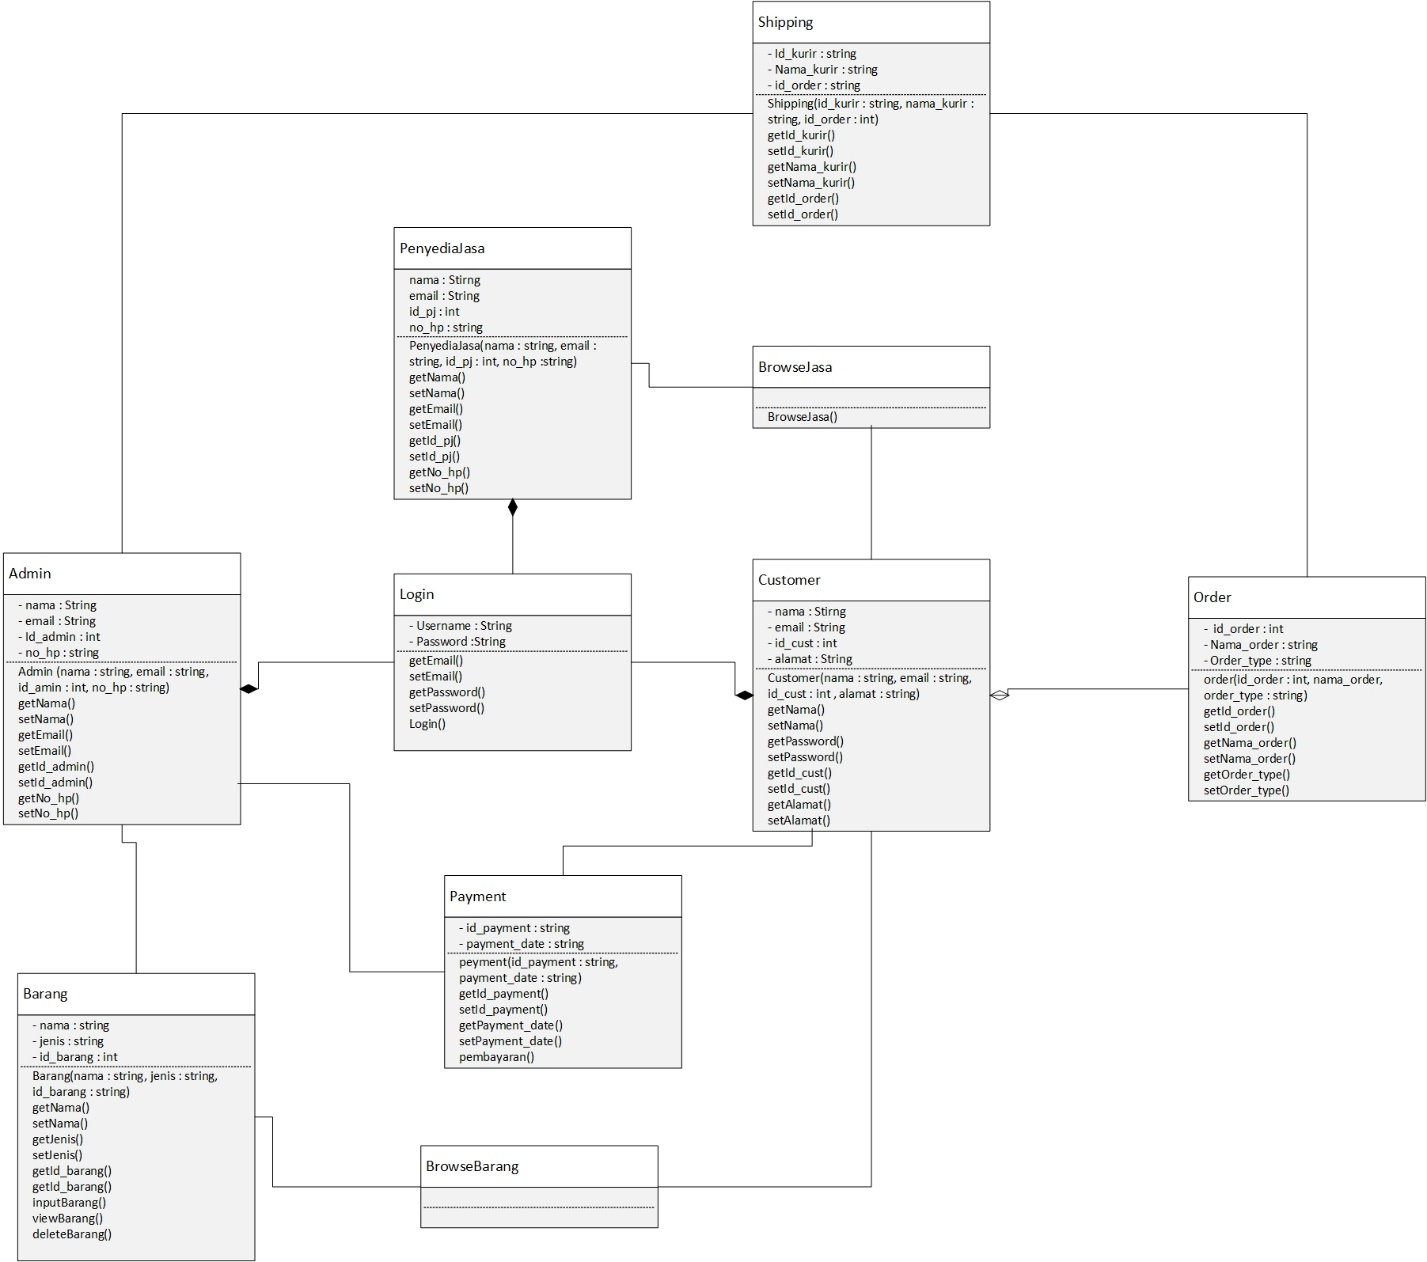 Shipping
- Id_kurir : string
- Nama_kurir : string
- id_order : string
Shipping(id_kurir : string, nama_kurir :
string, id_order : int)
getId_kurir()
setId_kurir()
getNama_kurir()
setNama_kurir()
getId_order()
setId_order()
PenyediaJasa
nama : Stirng
email : String
id_pj : int
no_hp : string
PenyediaJasa(nama : string, email :
string, id_pj : int, no_hp :string)
getNama()
setNama()
getEmail()
setEmail()
getId_pj()
setId_pj()
getNo_hp()
setNo_hp()
BrowseJasa
BrowseJasa()
Admin
- nama : String
- email : String
- Id_admin : int
- no_hp : string
Admin (nama : string, email : string,
id_amin : int, no_hp : string)
getNama()
setNama()
getEmail()
setEmail()
getId_admin()
setId_admin()
getNo_hp()
setNo_hp()
Login
- Username : String
- Password :String
getEmail()
setEmail()
getPassword()
setPassword()
Login()
Customer
- nama : Stirng
- email : String
- id_cust : int
- alamat : String
Customer(nama : string, email : string,
id_cust : int , alamat : string)
getNama()
setNama()
getPassword()
setPassword()
getId_cust()
setId_cust()
getAlamat()
setAlamat()
Order
- id_order : int
- Nama_order : string
- Order_type : string
order(id_order : int, nama_order,
order_type : string)
getId_order()
setId_order()
getNama_order()
setNama_order()
getOrder_type()
setOrder_type()
Payment
- id_payment : string
- payment_date : string
peyment(id_payment : string,
payment_date : string)
getId_payment()
setId_payment()
getPayment_date()
setPayment_date()
pembayaran()
Barang
- nama : string
- jenis : string
- id_barang : int
Barang(nama : string, jenis : string,
id_barang : string)
getNama()
setNama()
getJenis()
setJenis()
getId_barang()
getId_barang()
inputBarang()
viewBarang()
deleteBarang()
BrowseBarang